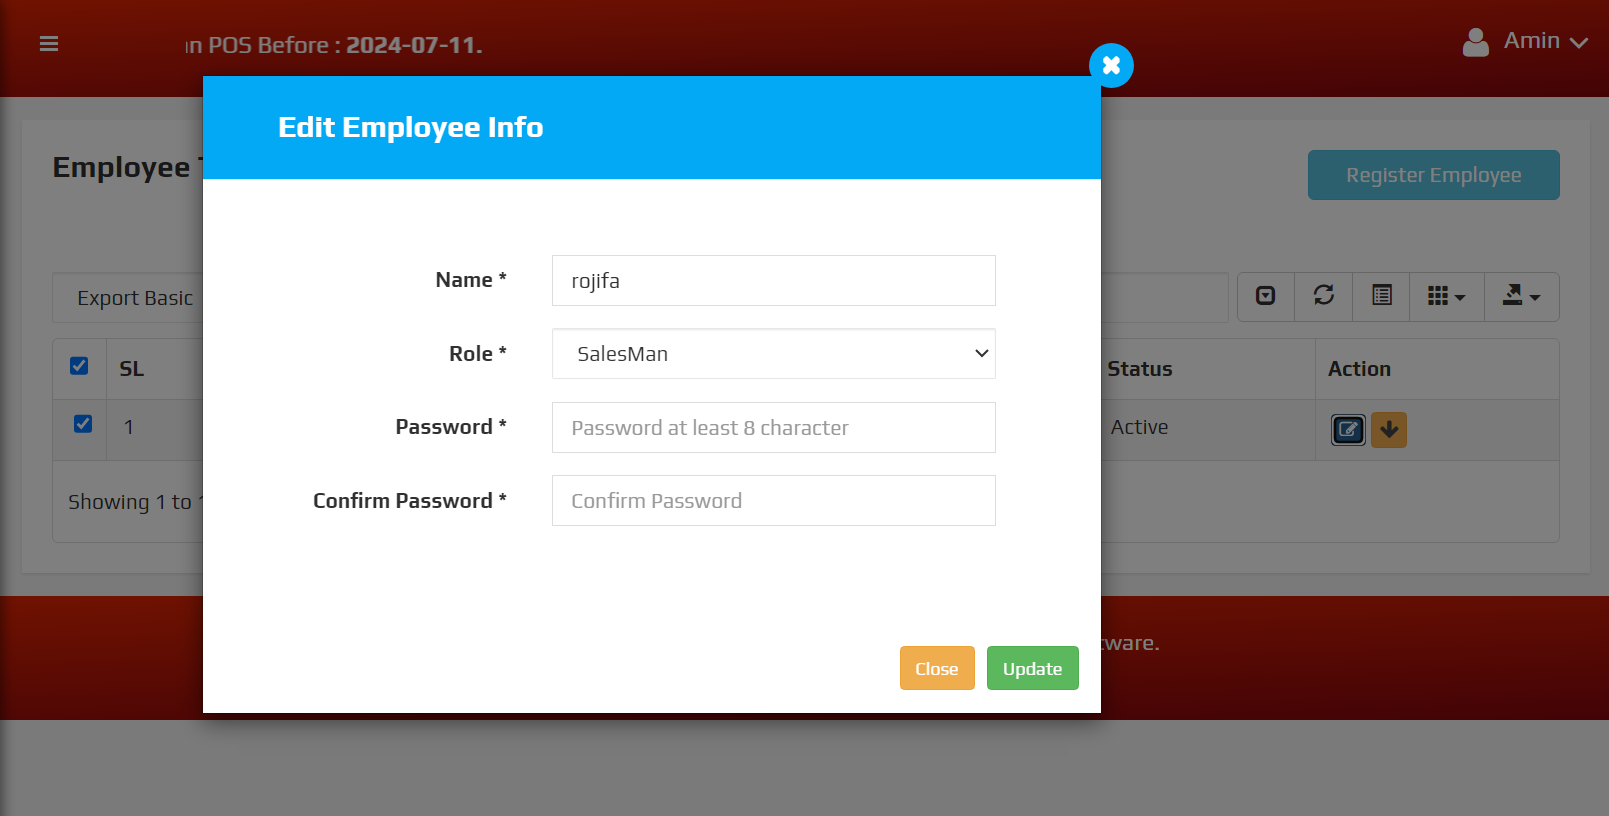 POS Before : 2024-07-11.
Amin
Edit Employee Info
Employee
Register Employee
Name *
rojifa
Export Basic
Role *
SalesMan
SL
Status
Action
Password *
Password at least 8 character
1
Active
Confirm Password *
Confirm Password
Showing 1 to
Close
Update